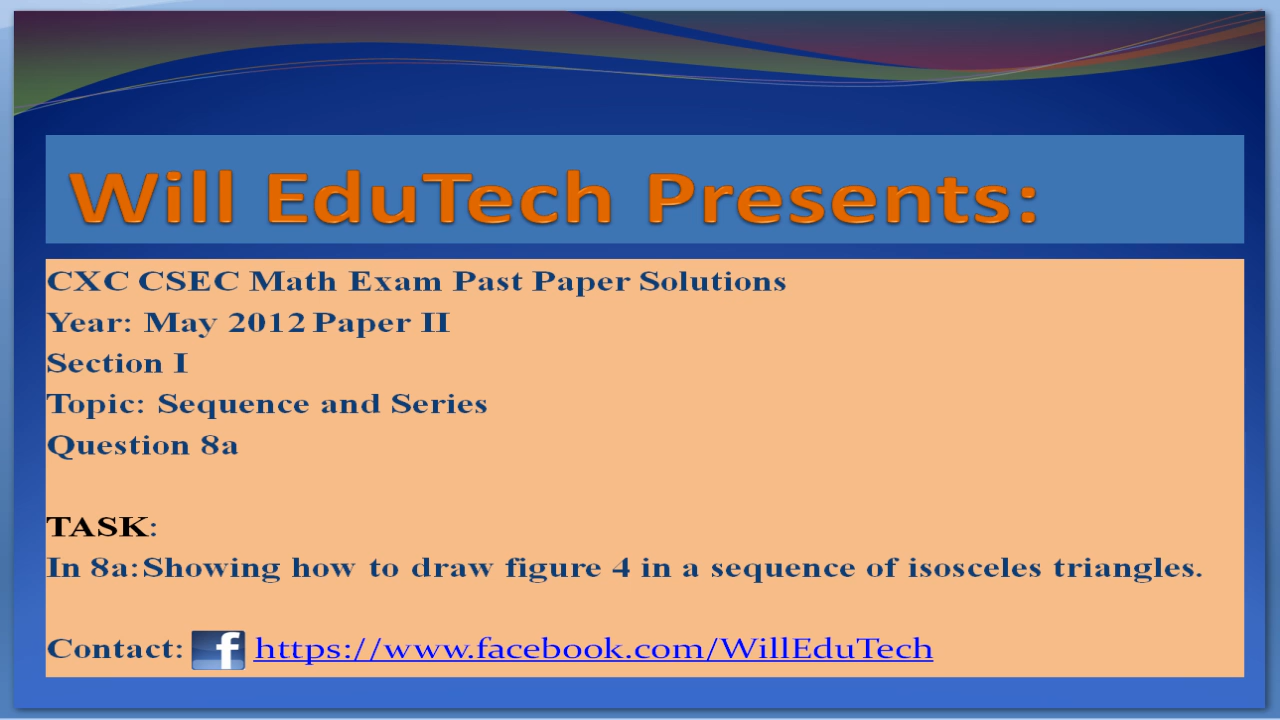 Will EduTech Presents:
CXC CSEC Math Exam Past Paper Solutions
Year: May 2012 Paper II
Section I
Topic: Sequence and Series
Question 8a
TASK:
In 8a: Showing how to draw figure 4 in a sequence of isosceles triangles.
Contact: f https://www.facebook.com/WillEduTech